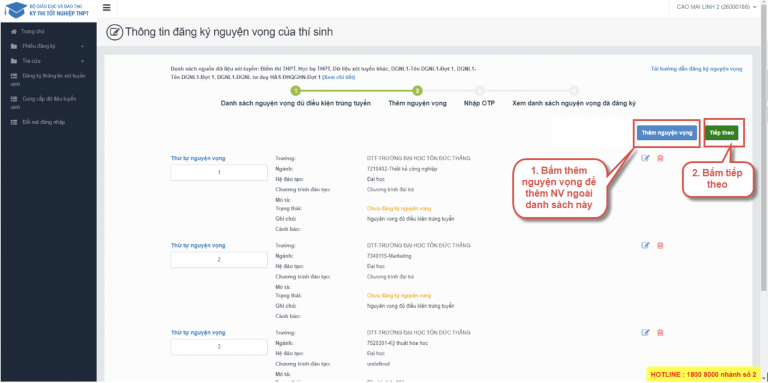 BỘ GIÁO DỤC VÀ ĐÀO TẠO
KỲ THI TỐT NGHIỆP THPT
CAO MAI LINH 2 (26000188)
Trang chủ
Phiếu đăng ký
Tra cứu
Đăng ký thông tin xét tuyển sinh
Cung cấp dữ liệu tuyển sinh
Đổi mã đăng nhập
Thông tin đăng ký nguyện vọng của thí sinh
Danh sách nguồn dữ liệu xét tuyển: Điểm thi THPT, Học bạ THPT, Dữ liệu xét tuyển khác, DGNL1-Tên DGNL1-Đợt 1, DGNL1-
Tên DGNL1-Đợt 1, DGNL1-ĐGNL tư duy HAS ĐHQGHN-Đợt 1 (Xem chi tiết)
Tải hướng dẫn đăng ký nguyện vọng
1 2 3 4
Danh sách nguyện vọng đủ điều kiện trúng tuyển Thêm nguyện vọng Nhập OTP Xem danh sách nguyện vọng đã đăng ký
Thêm nguyện vọng Tiếp theo
1. Bấm thêm
nguyện vọng để
thêm NV ngoài
danh sách này
2. Bấm tiếp
theo
Thứ tự nguyện vọng
1
Trường: DTT-TRƯỜNG ĐẠI HỌC TÔN ĐỨC THẮNG
Ngành: 7210402-Thiết kế công nghiệp
Hệ đào tạo: Đại học
Chương trình đào tạo: Chương trình đại trà
Mô tả:
Trạng thái: Chưa đăng ký nguyện vọng
Ghi chú: Nguyện vọng đủ điều kiện trúng tuyển
Cảnh báo:
Thứ tự nguyện vọng
2
Trường: DTT-TRƯỜNG ĐẠI HỌC TÔN ĐỨC THẮNG
Ngành: 7340115-Marketing
Hệ đào tạo: Đại học
Chương trình đào tạo: Chương trình đại trà
Mô tả:
Trạng thái: Chưa đăng ký nguyện vọng
Ghi chú: Nguyện vọng đủ điều kiện trúng tuyển
Cảnh báo:
Thứ tự nguyện vọng
3
Trường: DTT-TRƯỜNG ĐẠI HỌC TÔN ĐỨC THẮNG
Ngành: 7520301-Kỹ thuật hóa học
Hệ đào tạo: Đại học
Chương trình đào tạo: undefined
Mô tả:
HOTLINE : 1800 8000 nhánh số 2